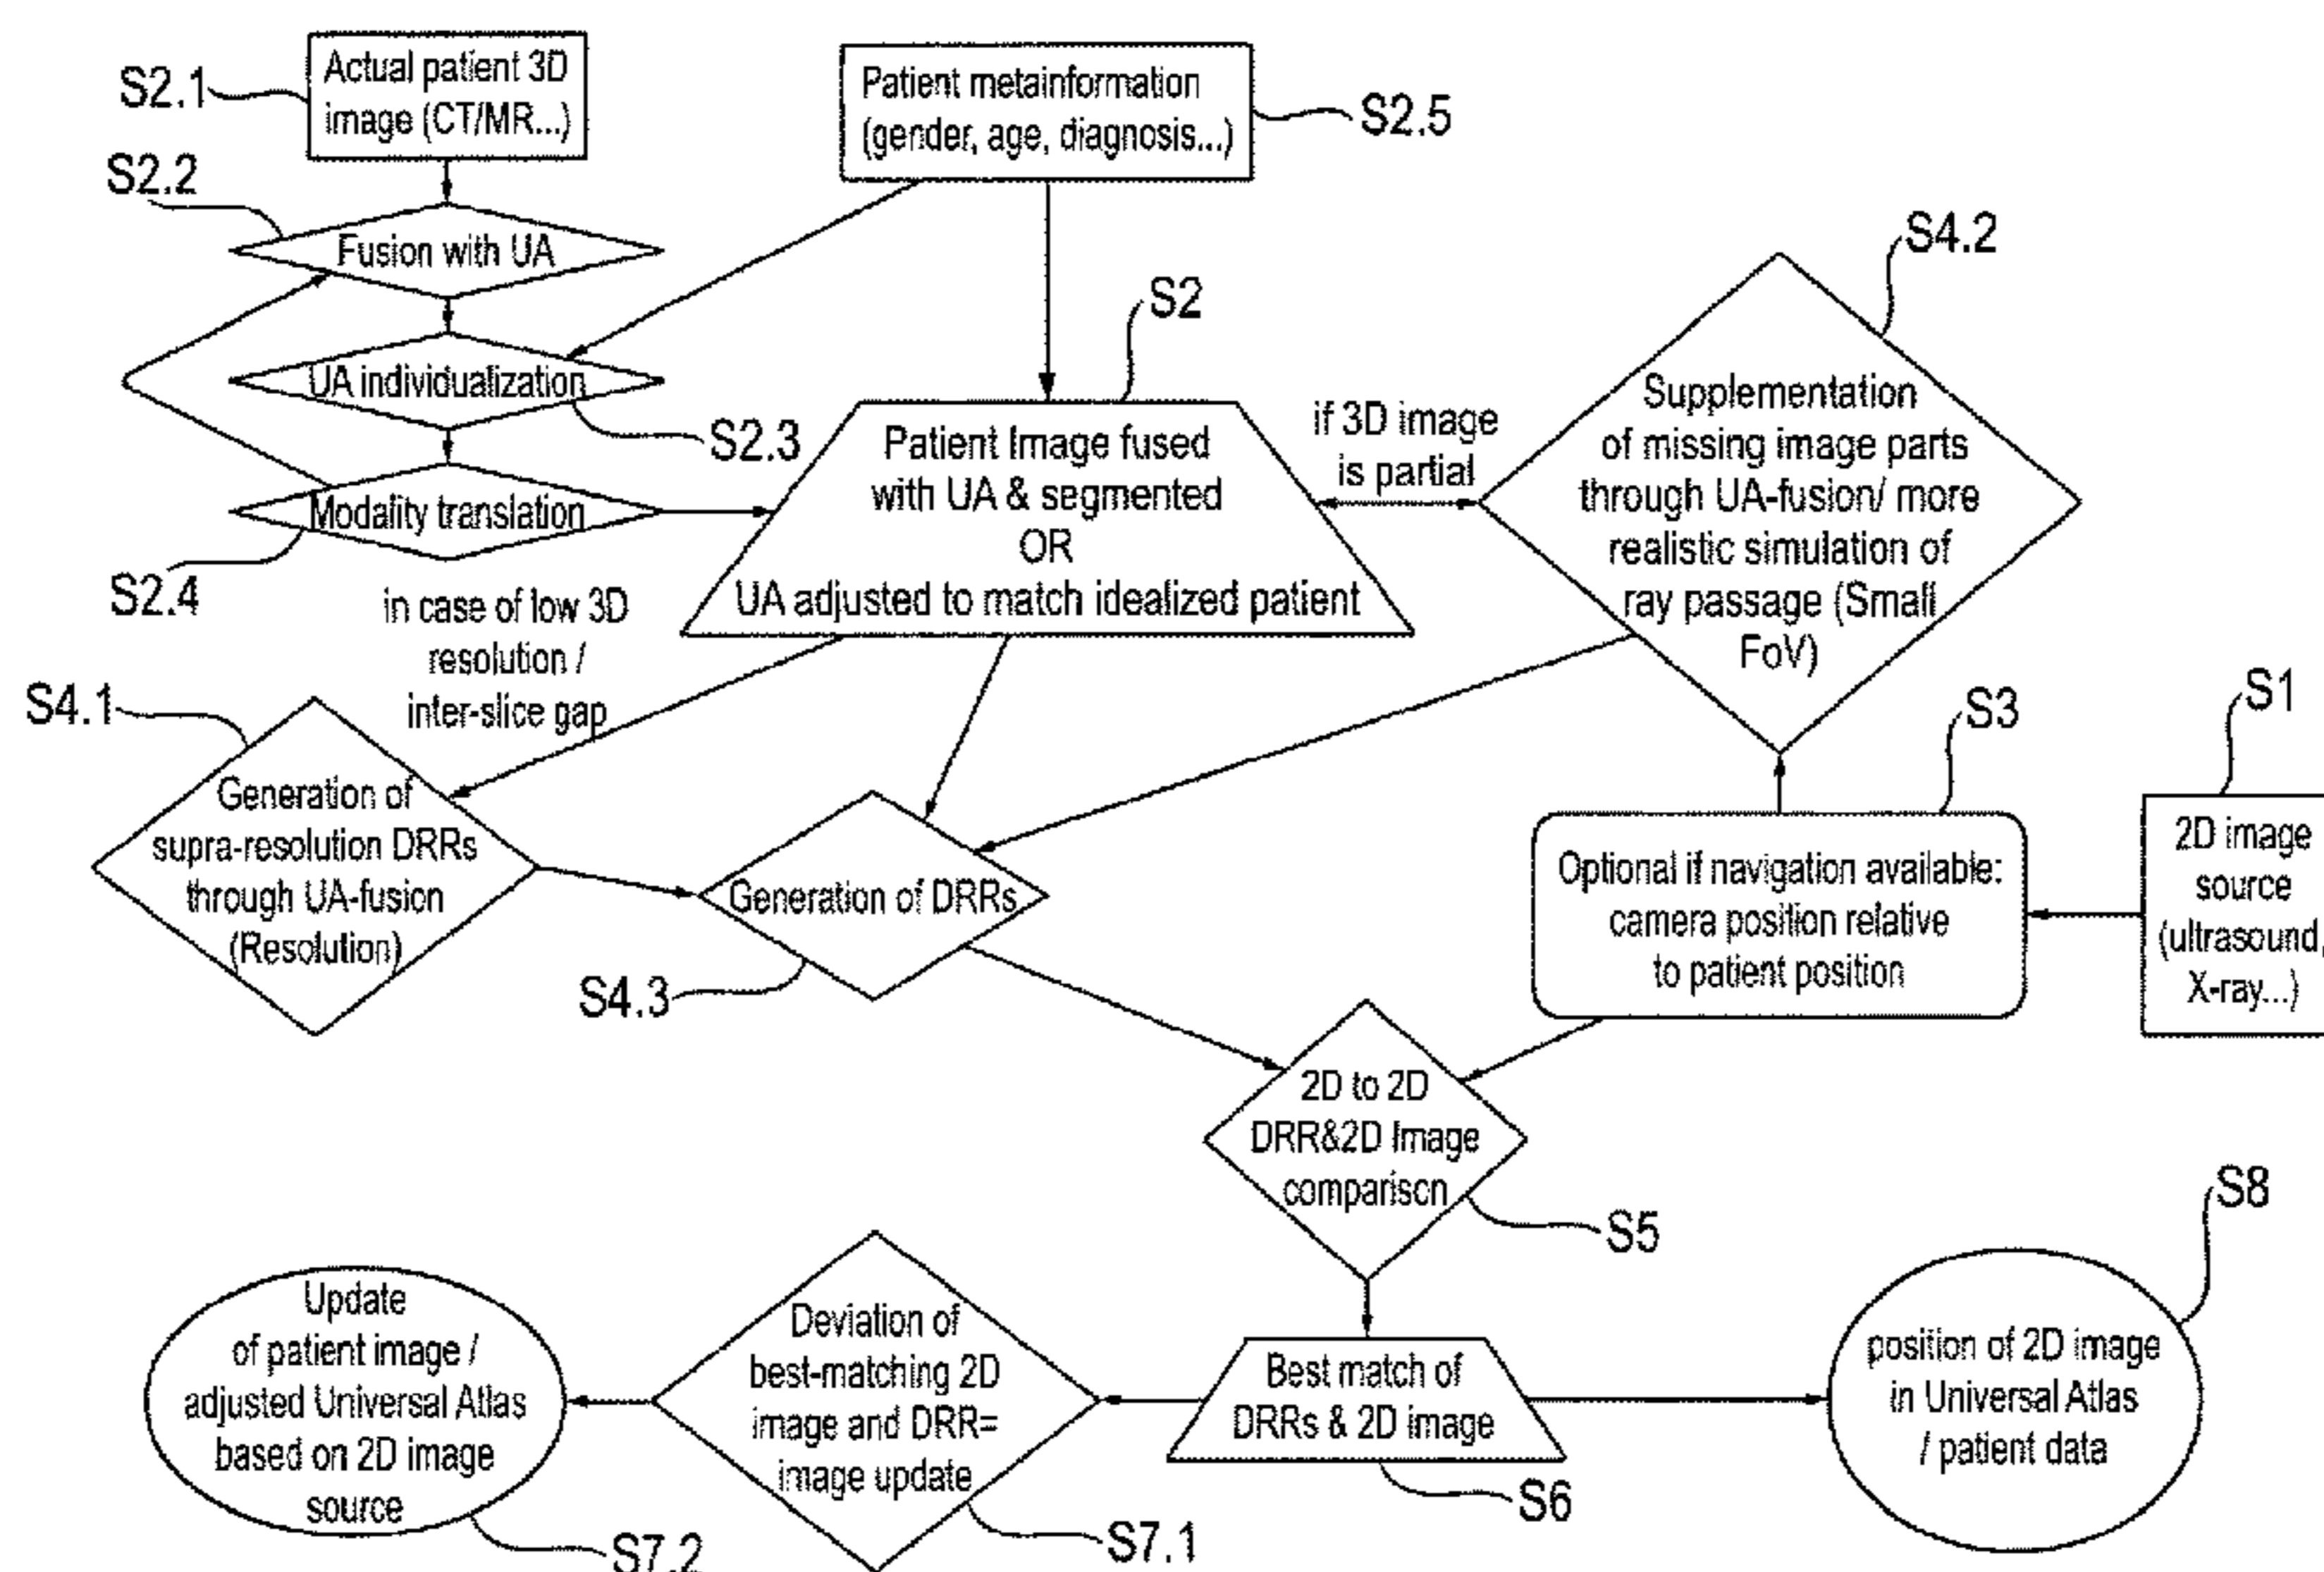 S2.1
Actual patient 3D
image (CT/MR...)
Patient metainformation
(gender, age, diagnosis...)
S2.5
S2.2
Fusion with UA
S4.2
UA individualization
S2.3
S2
Modality translation
S2.4
Patient Image fused
with UA & segmented
OR
UA adjusted to match idealized patient
if 3D image
is partial
Supplementation
of missing image parts
through UA-fusion/ more
realistic simulation of
ray passage (Small
FoV)
in case of low 3D
resolution /
inter-slice gap
S4.1
Generation of
supra-resolution DRRs
through UA-fusion
(Resolution)
Generation of DRRs
S4.3
S3
Optional if navigation available:
camera position relative
to patient position
S1
2D image
source
(ultrasound,
X-ray...)
2D to 2D
DRR&2D Image
comparison
S5
S8
Update
of patient image /
adjusted Universal Atlas
based on 2D image
source
S7.2
Deviation of
best-matching 2D
image and DRR=
image update
S7.1
Best match of
DRRs & 2D image
S6
position of 2D image
in Universal Atlas
/ patient data